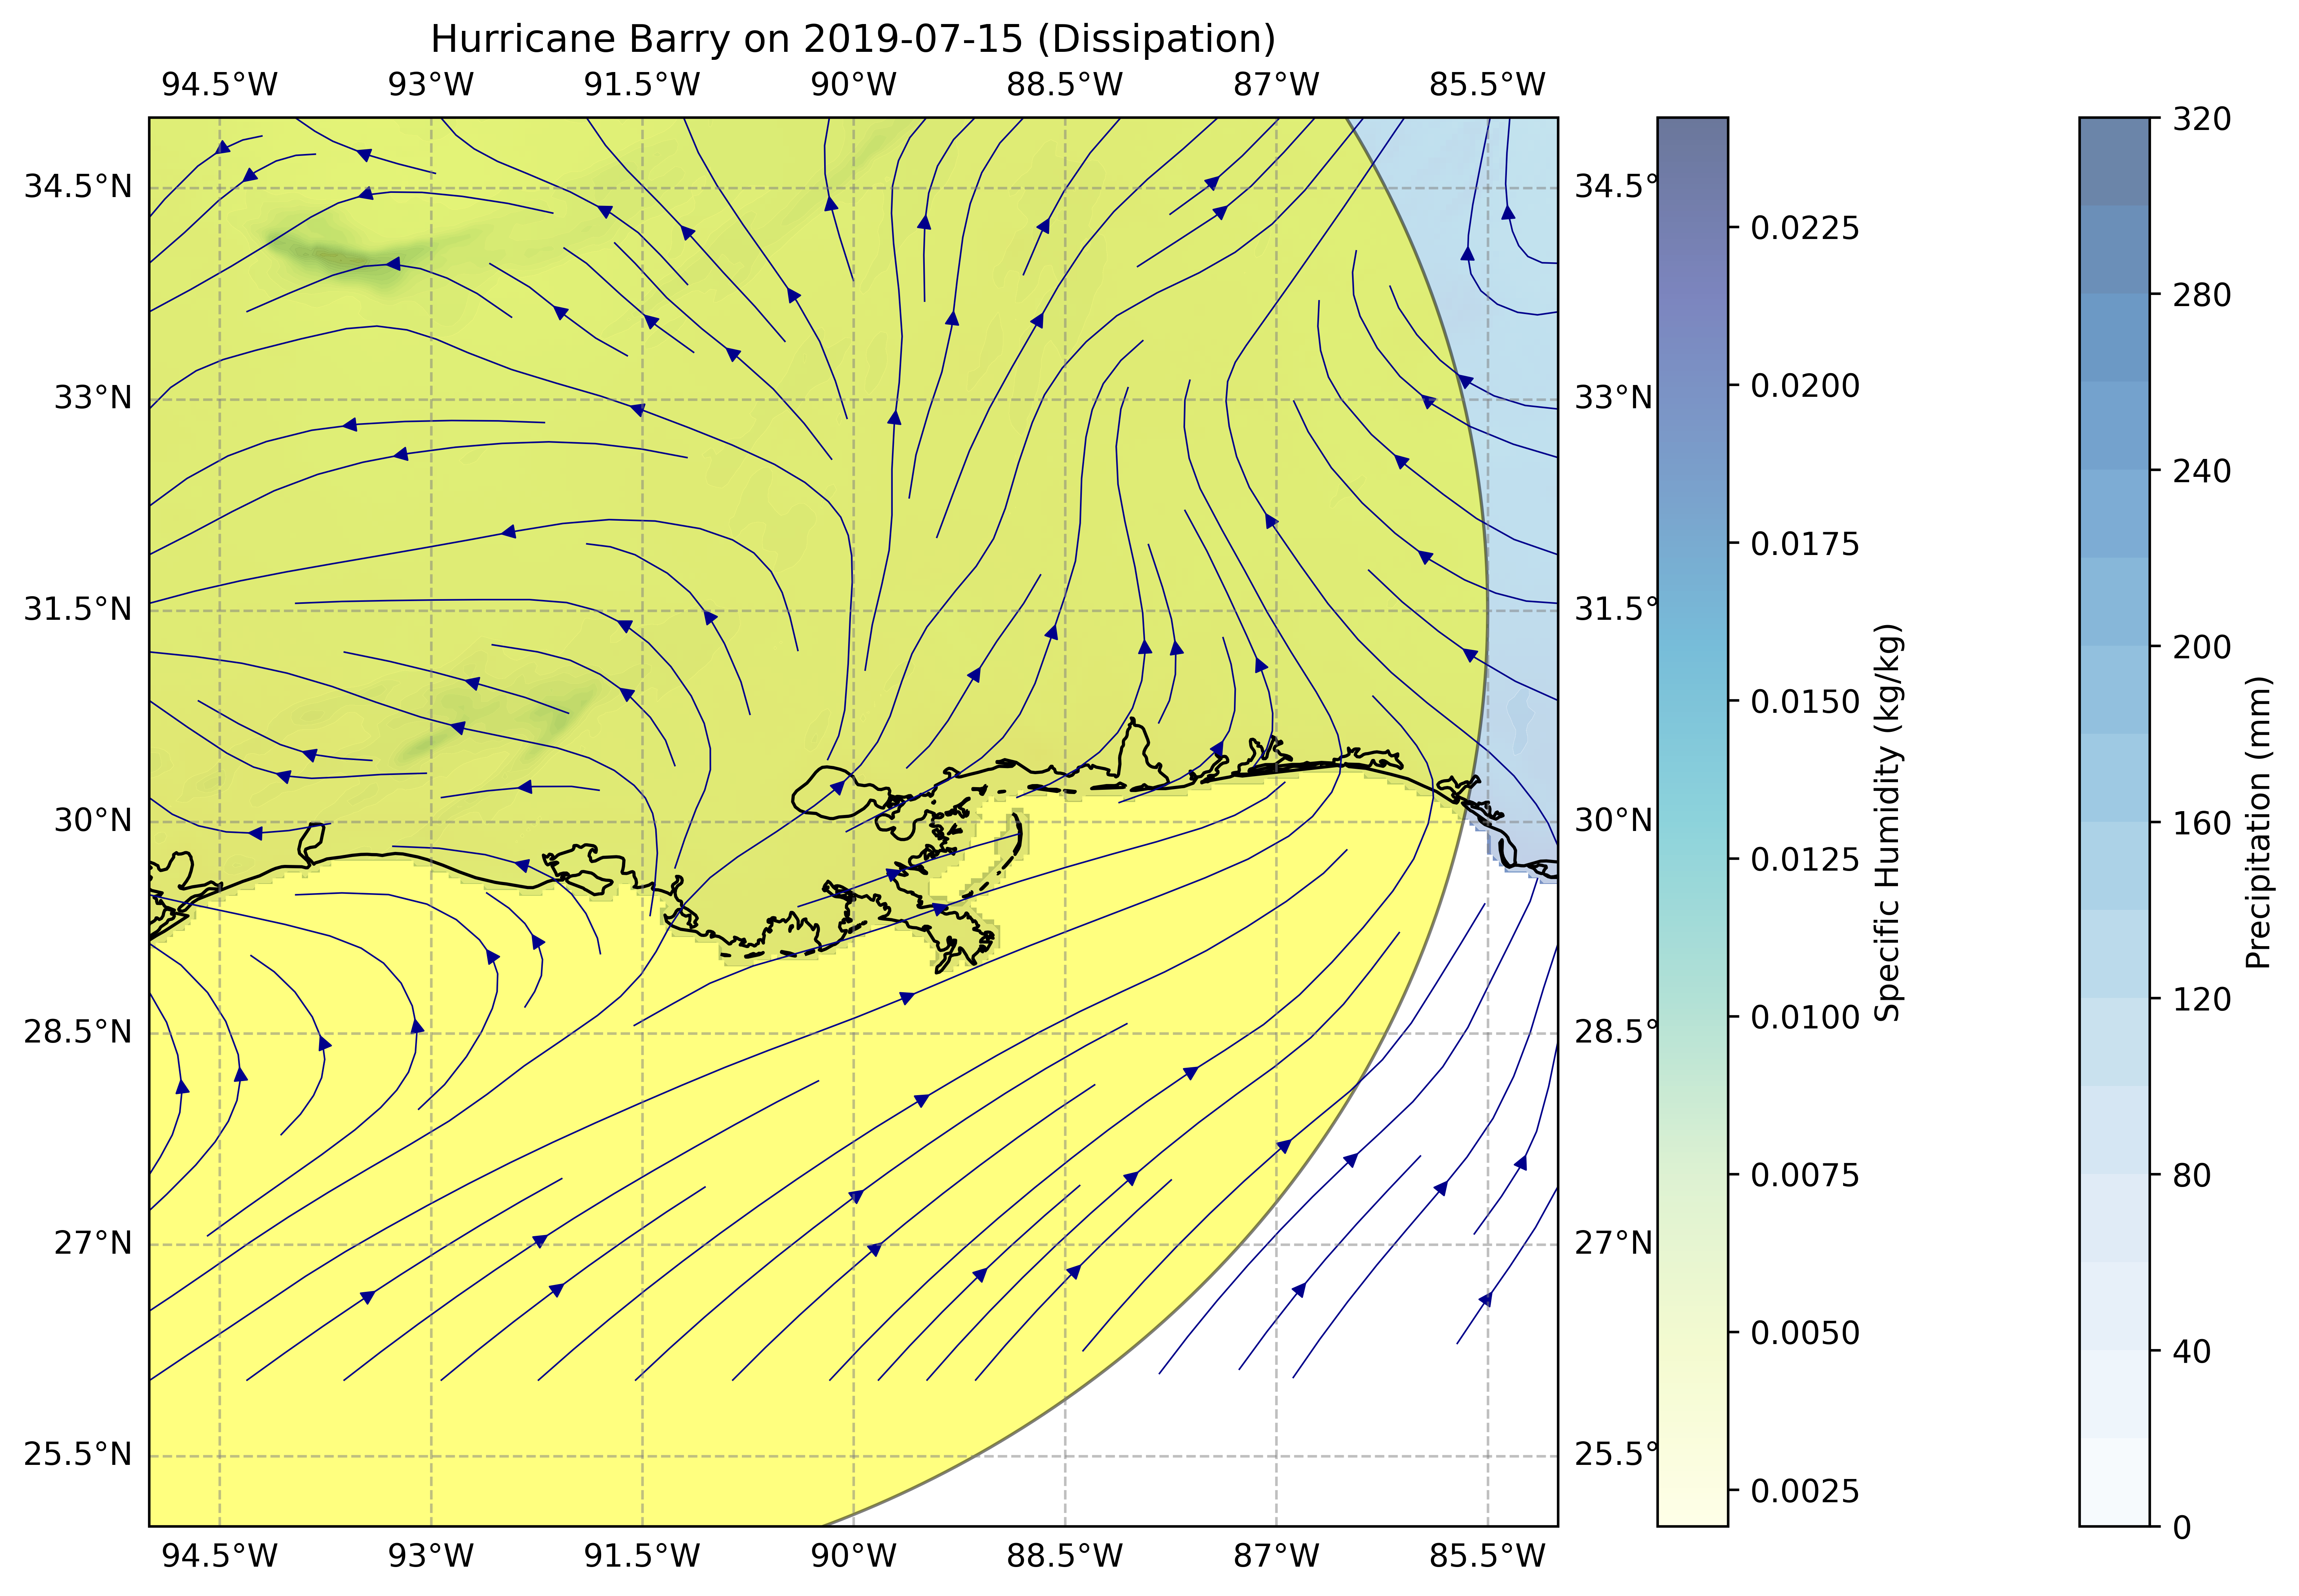 Hurricane Barry on 2019-07-15 (Dissipation)
94.5°W 93°W 91.5°W 90°W 88.5°W 87°W 85.5°W
34.5°N 34.5°
33°N 33°N
31.5°N 31.5°
30°N 30°N
28.5°N 28.5°
27°N 27°N
25.5°N 25.5°
94.5°W 93°W 91.5°W 90°W 88.5°W 87°W 85.5°W
0.0225
0.0200
0.0175
0.0150
0.0125
0.0100
0.0075
0.0050
0.0025
Specific Humidity (kg/kg)
320
280
240
200
160
120
80
40
0
Precipitation (mm)